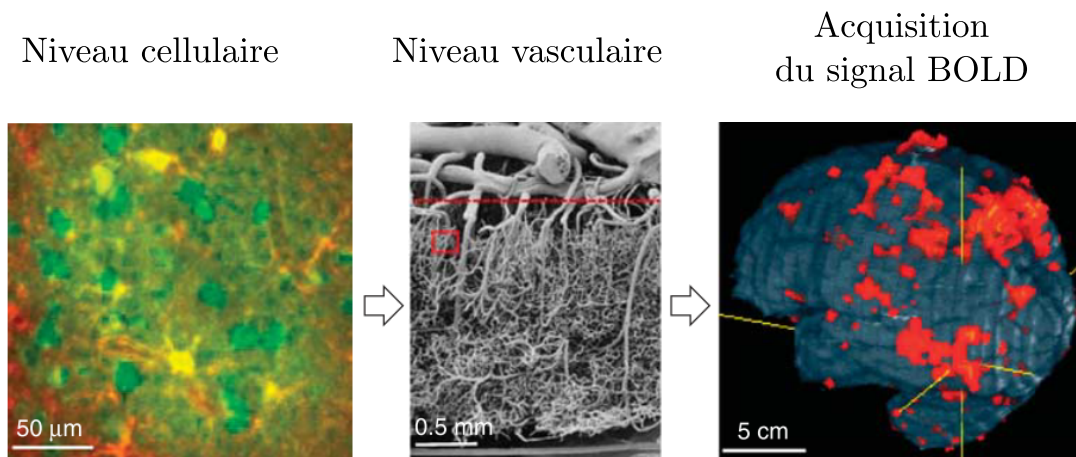 Niveau cellulaire
Niveau vasculaire
Acquisition
du signal BOLD
50 μm
0.5 mm
5 cm